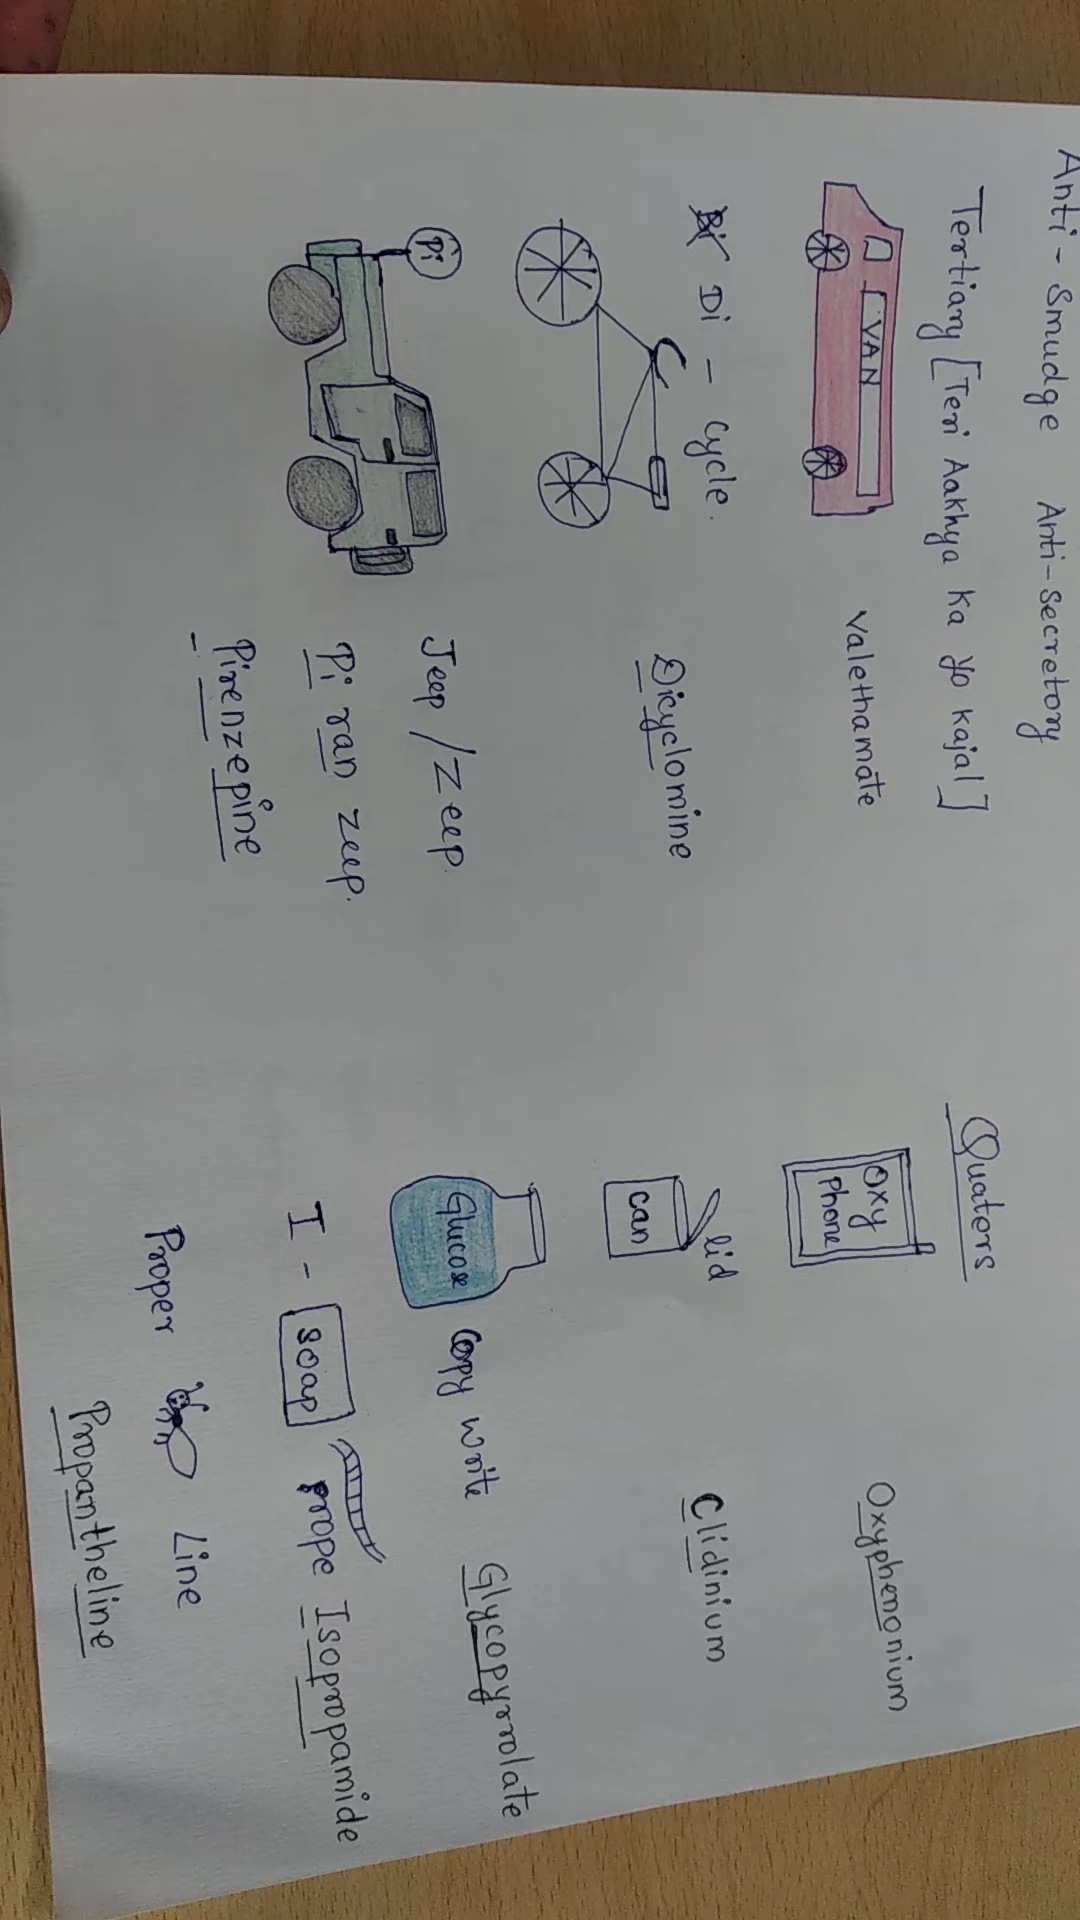 Anti-Smudge Anti-Secretory
Tertiary [Teri Aakhya Ka Yo Kajal]
VAN
Valethamate
Di - Cycle.
Dicyclomine
Pi
Jeep / Zeep.
Pi ran zeep.
Pirenzepine
Quaters
Oxy
Phone
Oxyphenonium
lid
can
Clidinium
Glucose
Copy write Glycopyrrolate
I - soap prope Isopropamide
Proper Line
Propantheline